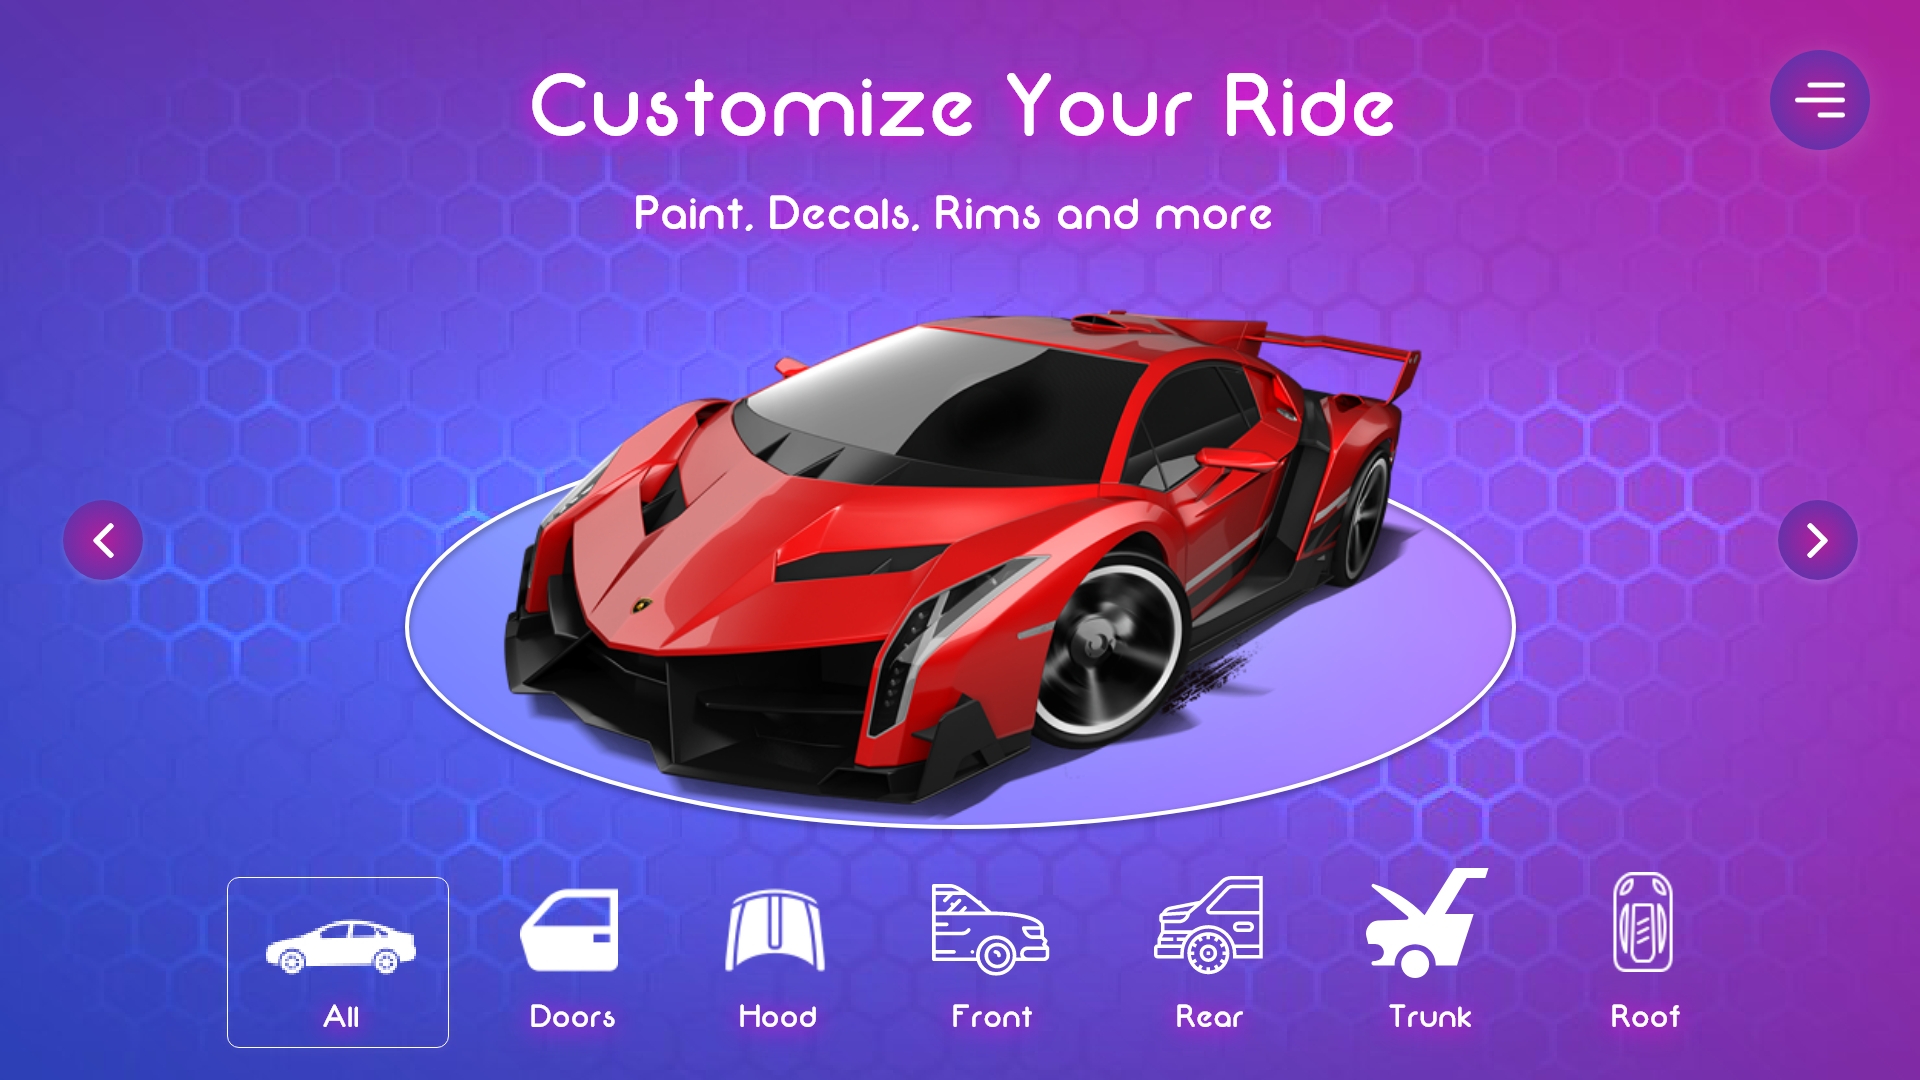 Customize Your Ride
Paint, Decals, Rims and more
All
Doors
Hood
Front
Rear
Trunk
Roof